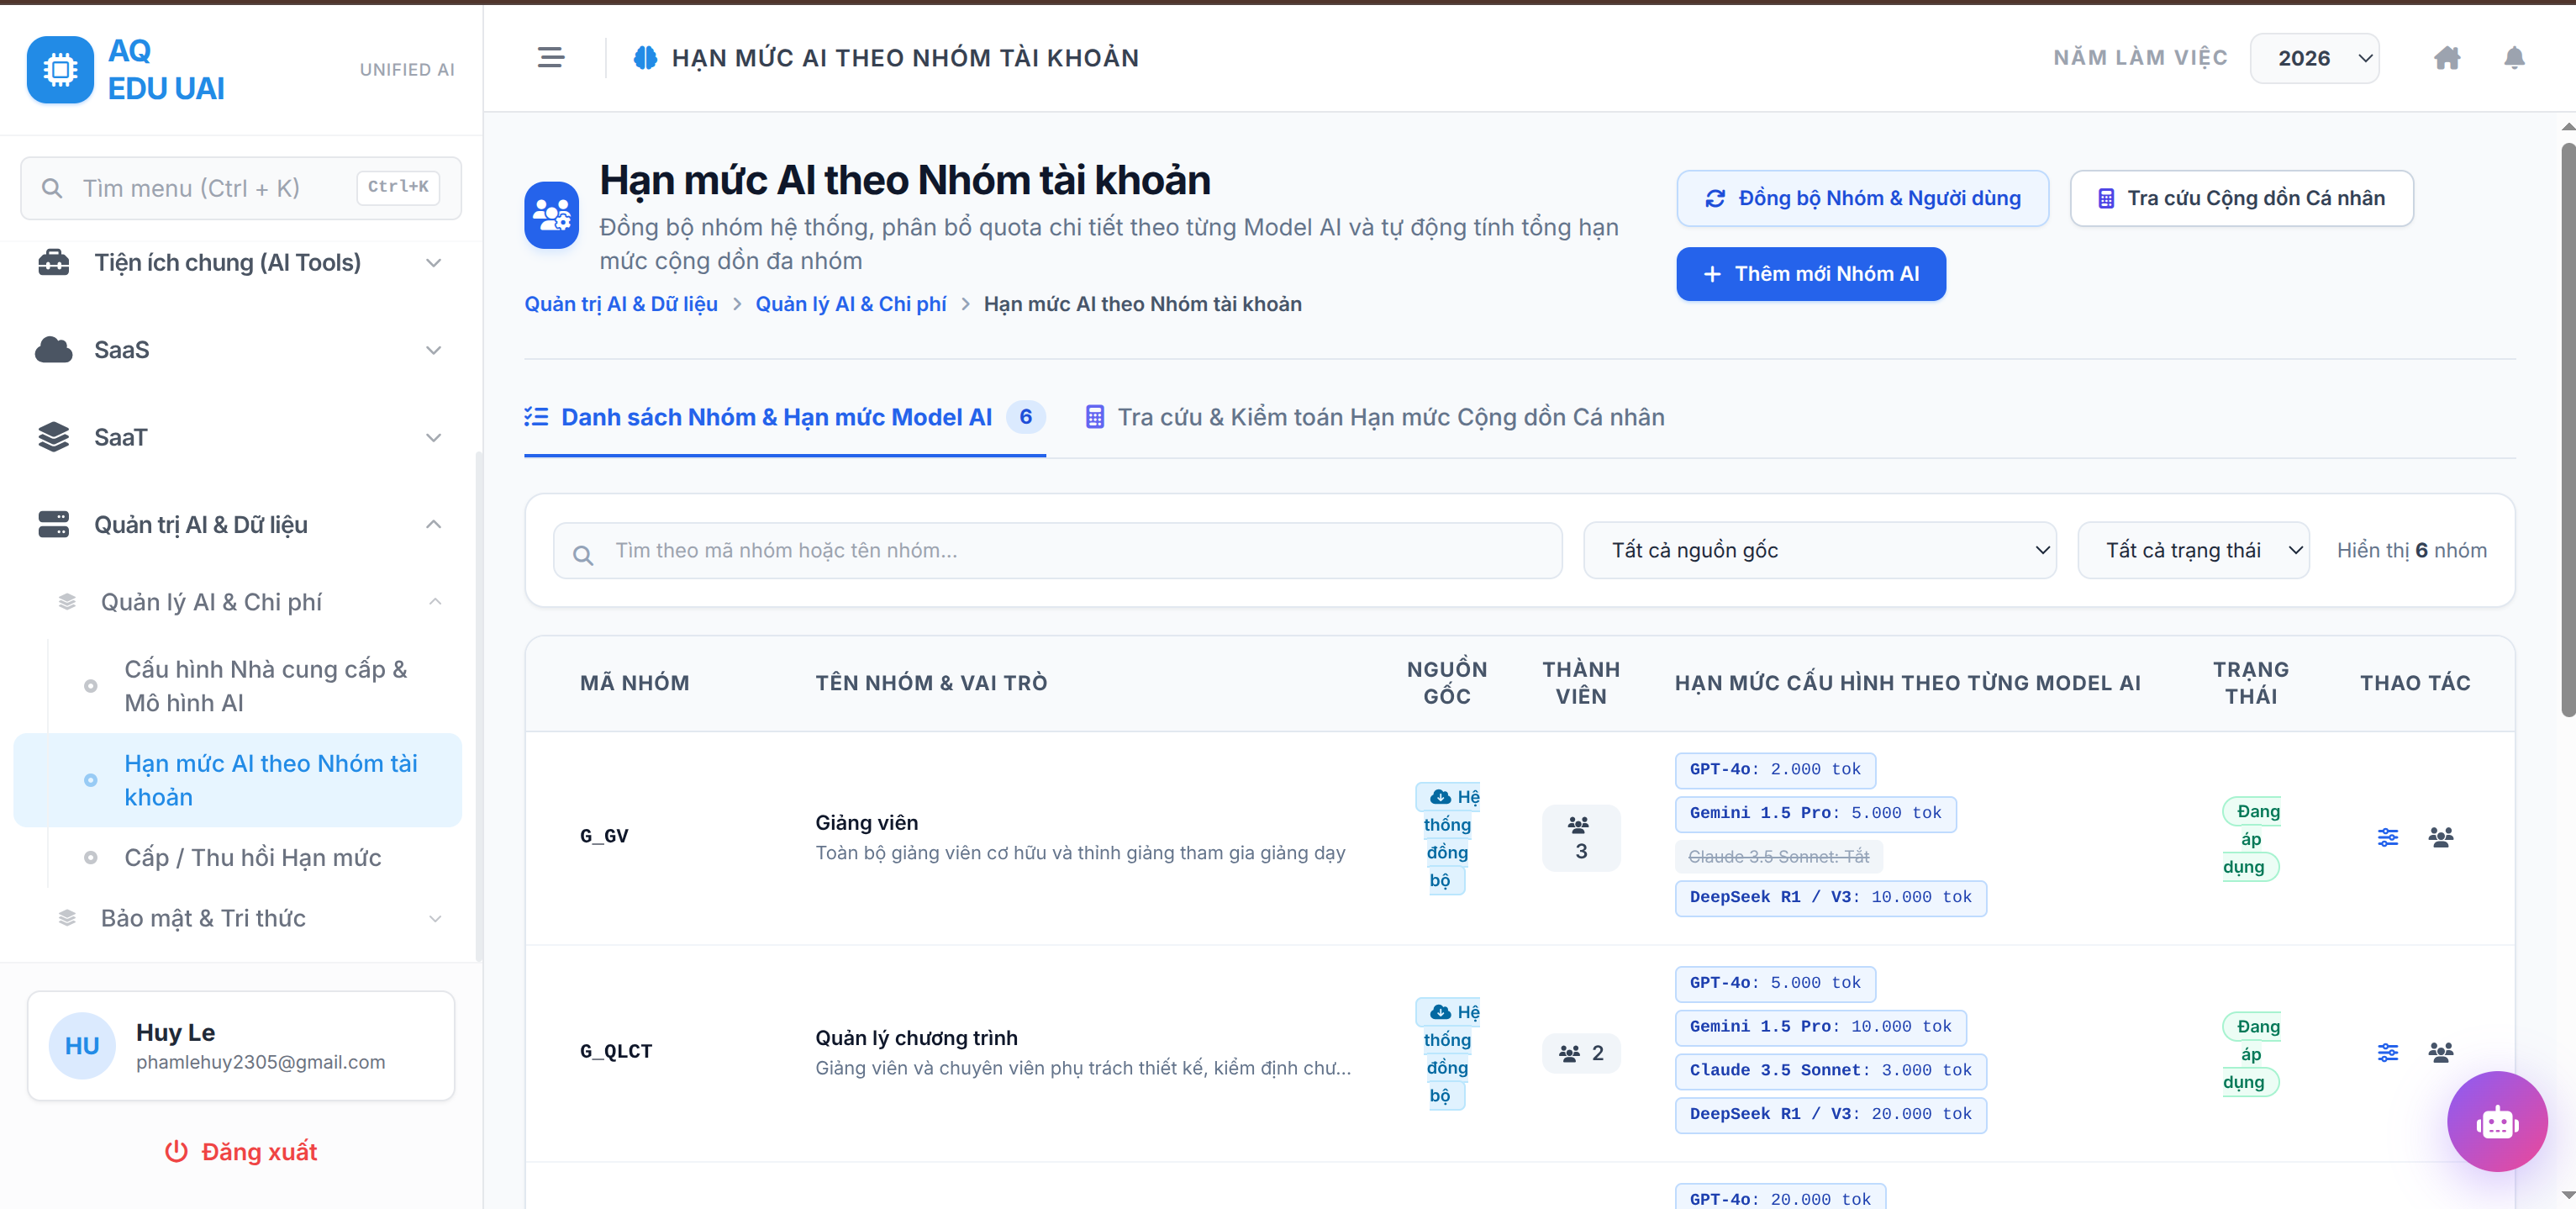 AQ
EDU UAI
UNIFIED AI
Tìm menu (Ctrl + K)
Ctrl+K
Tiện ích chung (AI Tools)
SaaS
SaaT
Quản trị AI & Dữ liệu
Quản lý AI & Chi phí
Cấu hình Nhà cung cấp &
Mô hình AI
Hạn mức AI theo Nhóm tài
khoản
Cấp / Thu hồi Hạn mức
Bảo mật & Tri thức
HU
Huy Le
phamlehuy2305@gmail.com
Đăng xuất
HẠN MỨC AI THEO NHÓM TÀI KHOẢN
NĂM LÀM VIỆC
2026
Hạn mức AI theo Nhóm tài khoản
Đồng bộ nhóm hệ thống, phân bổ quota chi tiết theo từng Model AI và tự động tính tổng hạn
mức cộng dồn đa nhóm
Quản trị AI & Dữ liệu
Quản lý AI & Chi phí
Hạn mức AI theo Nhóm tài khoản
Đồng bộ Nhóm & Người dùng
Tra cứu Cộng dồn Cá nhân
Thêm mới Nhóm AI
Danh sách Nhóm & Hạn mức Model AI 6
Tra cứu & Kiểm toán Hạn mức Cộng dồn Cá nhân
Tìm theo mã nhóm hoặc tên nhóm...
Tất cả nguồn gốc
Tất cả trạng thái
Hiển thị 6 nhóm
MÃ NHÓM
TÊN NHÓM & VAI TRÒ
NGUỒN
GỐC
THÀNH
VIÊN
HẠN MỨC CẤU HÌNH THEO TỪNG MODEL AI
TRẠNG
THÁI
THAO TÁC
G_GV
Giảng viên
Toàn bộ giảng viên cơ hữu và thỉnh giảng tham gia giảng dạy
Hệ
thống
đồng
bộ
3
GPT-4o: 2.000 tok
Gemini 1.5 Pro: 5.000 tok
Claude 3.5 Sonnet: Tắt
DeepSeek R1 / V3: 10.000 tok
Đang
áp
dụng
G_QLCT
Quản lý chương trình
Giảng viên và chuyên viên phụ trách thiết kế, kiểm định chư...
Hệ
thống
đồng
bộ
2
GPT-4o: 5.000 tok
Gemini 1.5 Pro: 10.000 tok
Claude 3.5 Sonnet: 3.000 tok
DeepSeek R1 / V3: 20.000 tok
Đang
áp
dụng
GPT-4o: 20.000 tok